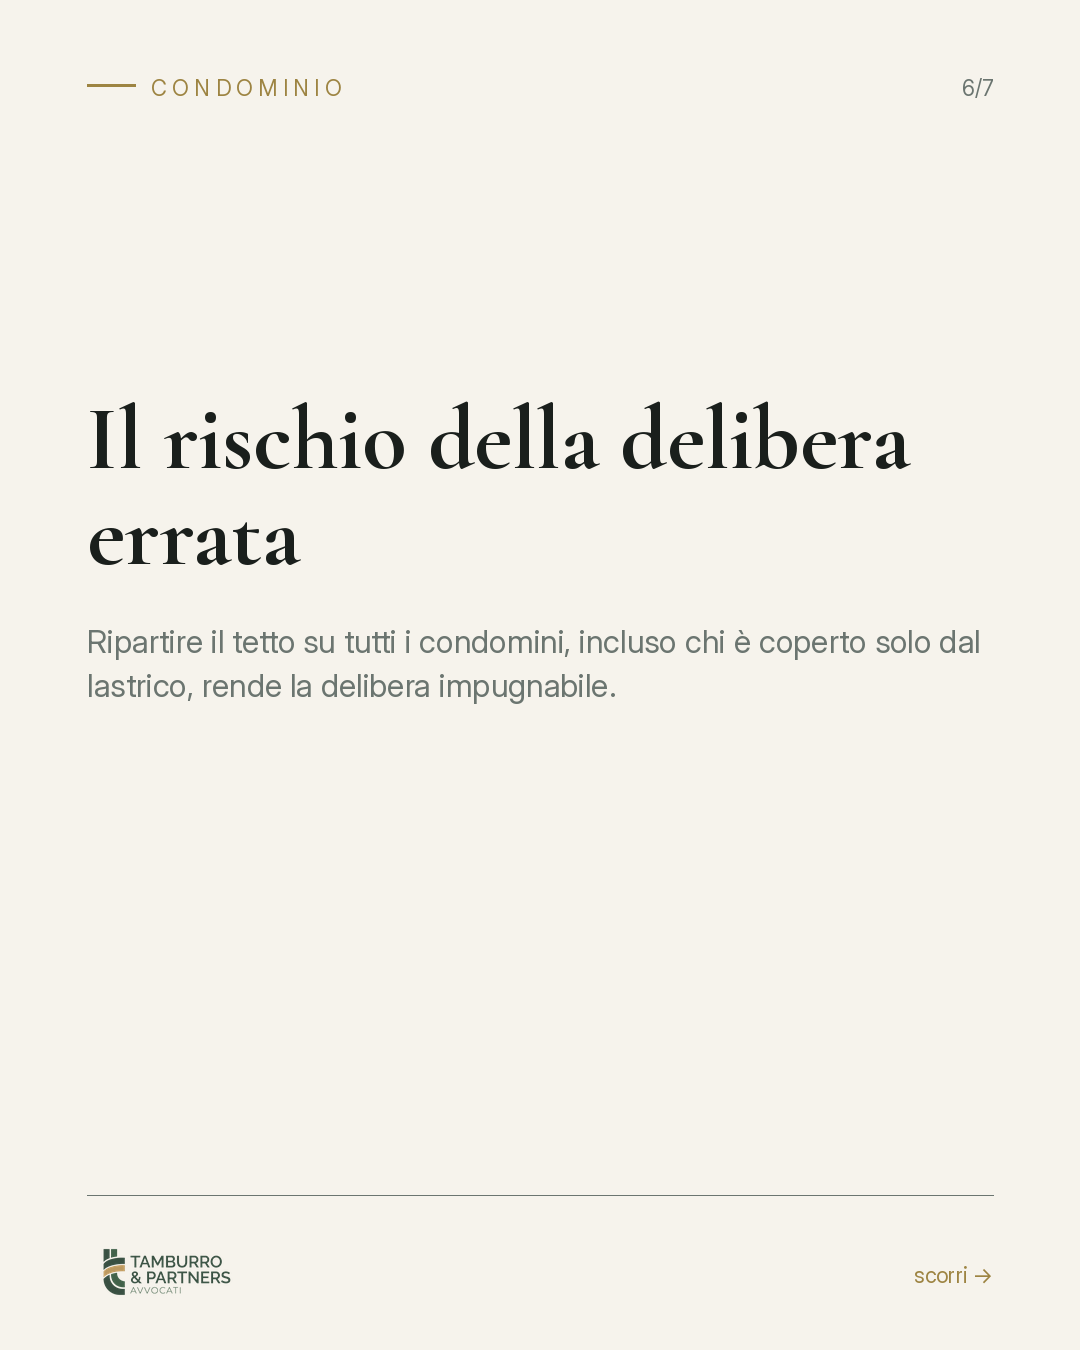 CONDOMINIO
6/7
Il rischio della delibera
errata
Ripartire il tetto su tutti i condomini, incluso chi è coperto solo dal
lastrico, rende la delibera impugnabile.
TAMBURRO
& PARTNERS
AVVOCATI
scorri →